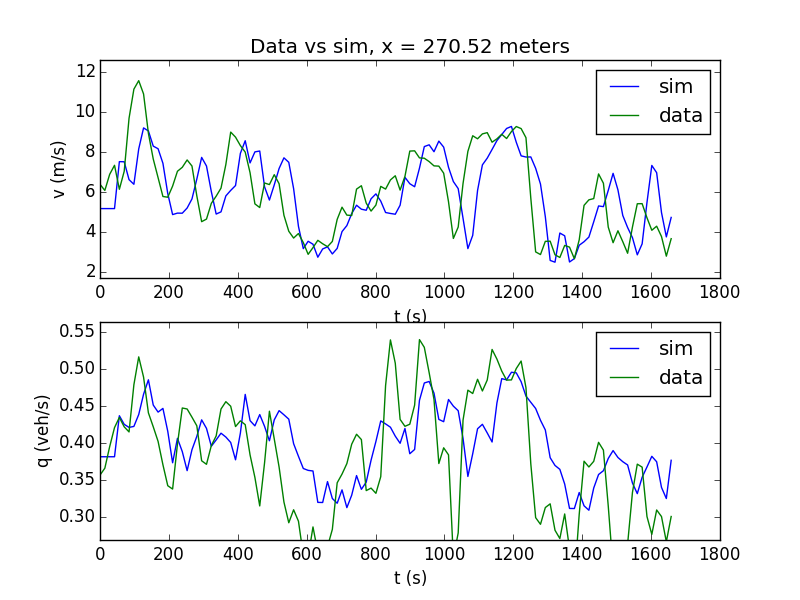 Data vs sim, x = 270.52 meters
v (m/s)
12
10
8
6
4
2
sim
data
0 200 400 600 800 1000 1200 1400 1600 1800
t (s)
q (veh/s)
0.55
0.50
0.45
0.40
0.35
0.30
sim
data
0 200 400 600 800 1000 1200 1400 1600 1800
t (s)